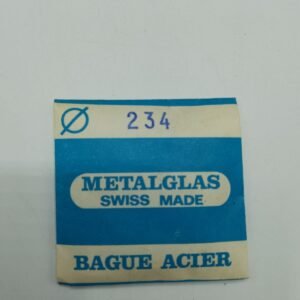 Ø 234
METALGLAS
SWISS MADE
BAGUE ACIER